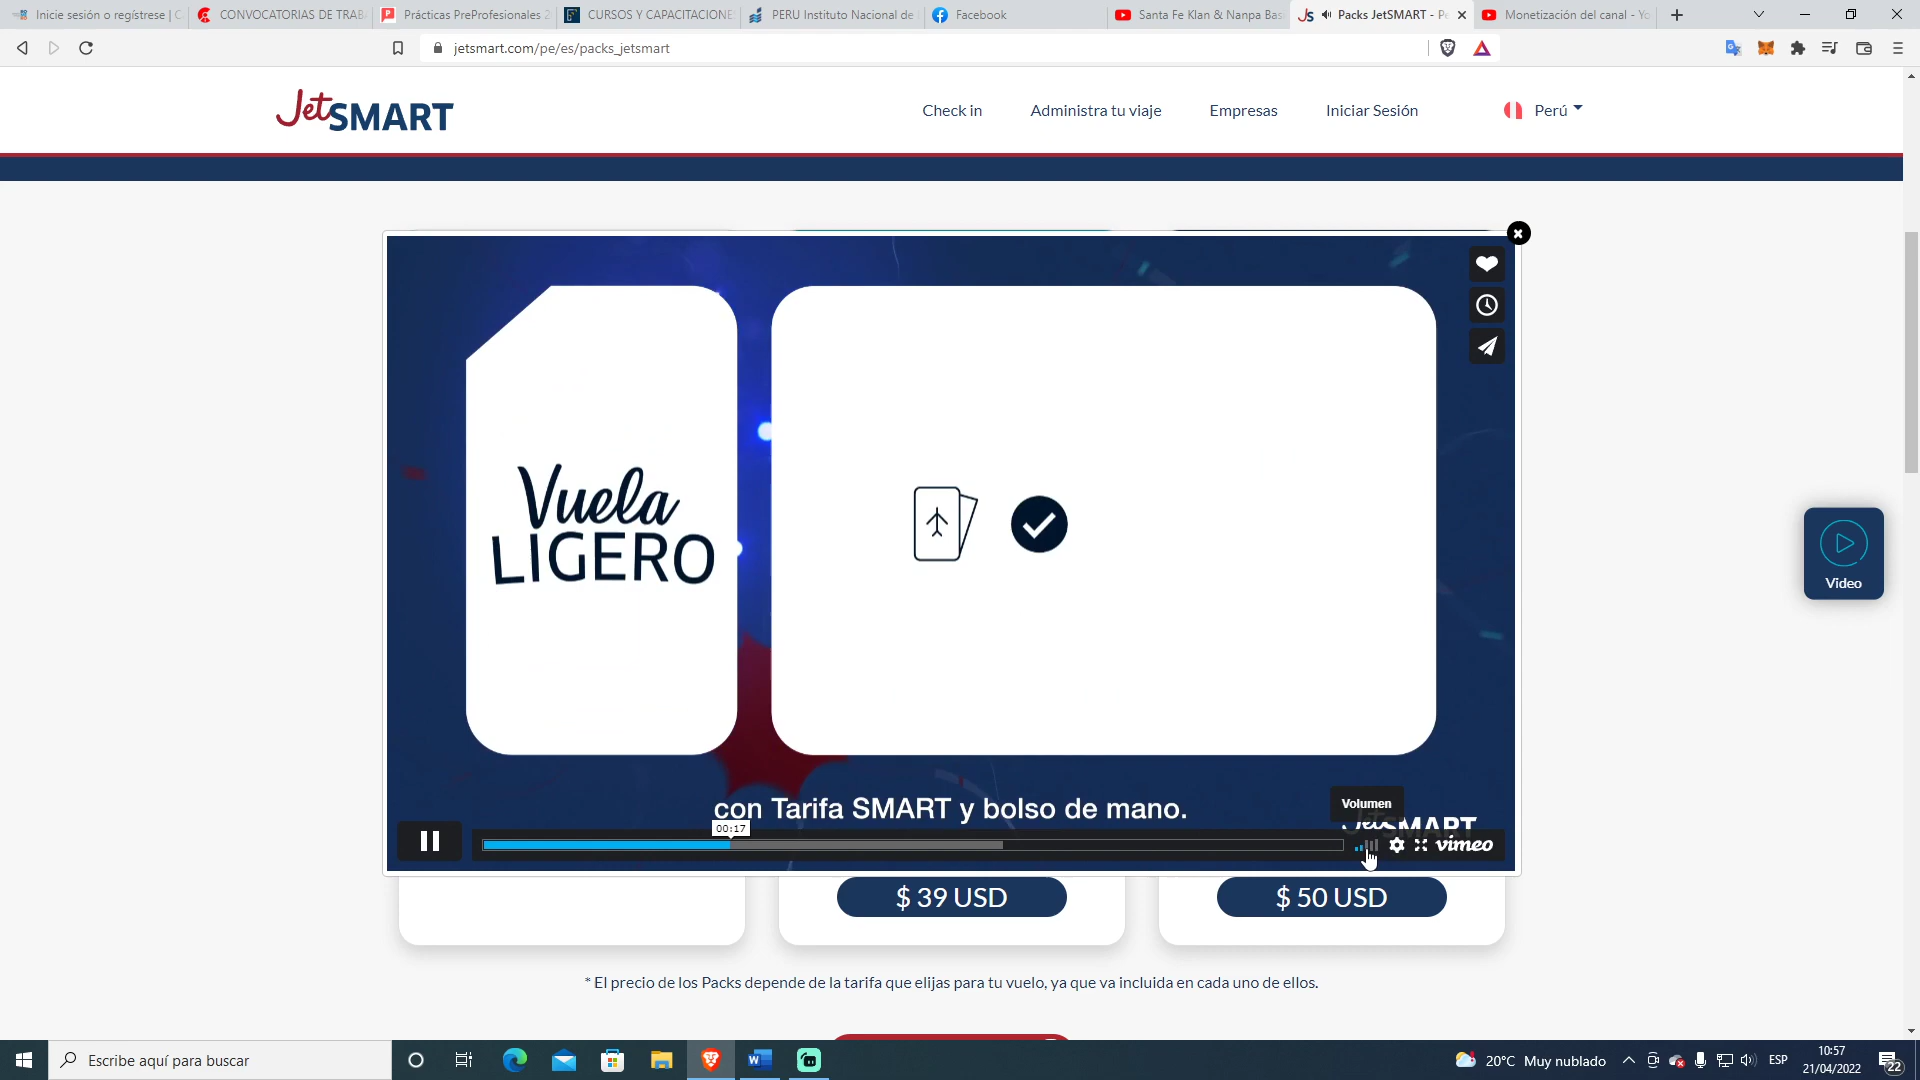 Inicie sesión o regístrese | C
CONVOCATORIAS DE TRAB
Prácticas PreProfesionales 2
CURSOS Y CAPACITACIONE
PERU Instituto Nacional de
Facebook
Santa Fe Klan & Nanpa Bas
Packs JetSMART - Pe
Monetización del canal - Yo
jetsmart.com/pe/es/packs_jetsmart
JetSMART
Check in
Administra tu viaje
Empresas
Iniciar Sesión
Perú
Vuela
LIGERO
Video
con Tarifa SMART y bolso de mano.
Volumen
00:17
JetSMART
vimeo
$ 39 USD
$ 50 USD
* El precio de los Packs depende de la tarifa que elijas para tu vuelo, ya que va incluida en cada uno de ellos.
Escribe aquí para buscar
20°C Muy nublado
ESP
10:57
21/04/2022
22